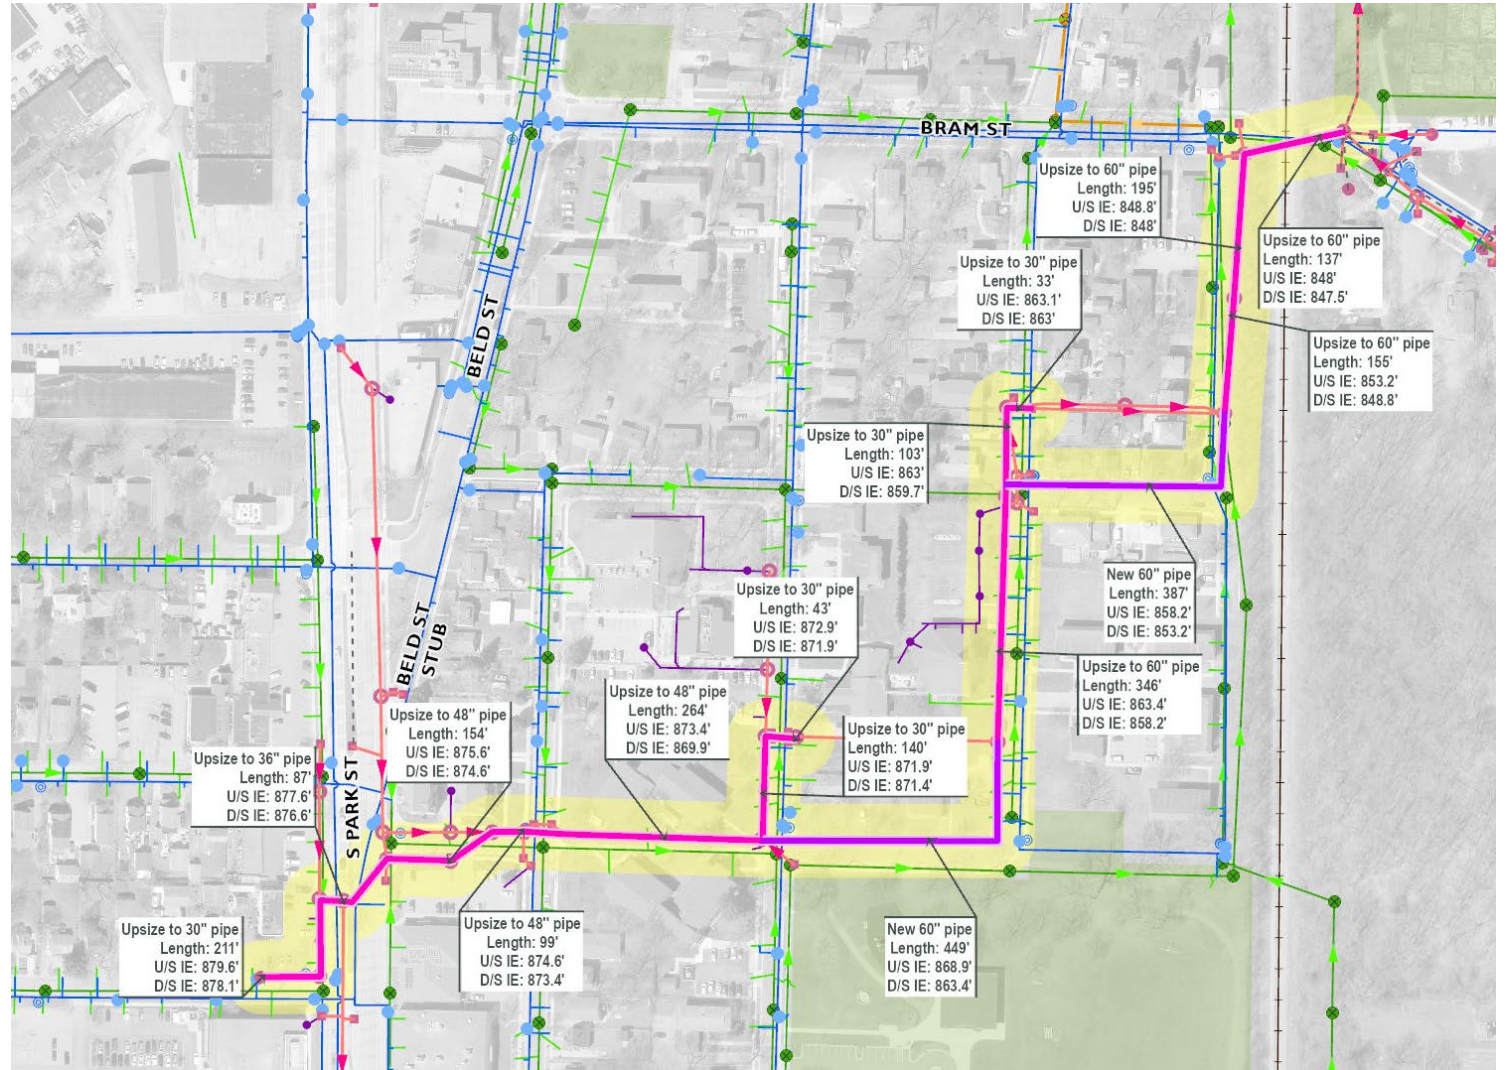 BRAM ST
Upsize to 60" pipe
Length: 195'
U/S IE: 848.8'
D/S IE: 848'
Upsize to 60" pipe
Length: 137'
U/S IE: 848'
D/S IE: 847.5'
Upsize to 30" pipe
Length: 33'
U/S IE: 863.1'
D/S IE: 863'
BELD ST
Upsize to 60" pipe
Length: 155'
U/S IE: 853.2'
D/S IE: 848.8'
Upsize to 30" pipe
Length: 103'
U/S IE: 863'
D/S IE: 859.7'
New 60" pipe
Length: 387'
U/S IE: 858.2'
D/S IE: 853.2'
Upsize to 30" pipe
Length: 43'
U/S IE: 872.9'
D/S IE: 871.9'
BELD ST
STUB
Upsize to 60" pipe
Length: 346'
U/S IE: 863.4'
D/S IE: 858.2'
Upsize to 48" pipe
Length: 264'
U/S IE: 873.4'
D/S IE: 869.9'
Upsize to 48" pipe
Length: 154'
U/S IE: 875.6'
D/S IE: 874.6'
Upsize to 30" pipe
Length: 140'
U/S IE: 871.9'
D/S IE: 871.4'
Upsize to 36" pipe
Length: 87'
U/S IE: 877.6'
D/S IE: 876.6'
S PARK ST
Upsize to 30" pipe
Length: 211'
U/S IE: 879.6'
D/S IE: 878.1'
Upsize to 48" pipe
Length: 99'
U/S IE: 874.6'
D/S IE: 873.4'
New 60" pipe
Length: 449'
U/S IE: 868.9'
D/S IE: 863.4'